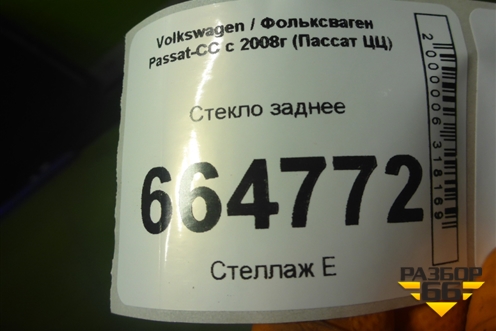 Volkswagen / Фольксваген
Passat-CC с 2008г (Пассат ЦЦ)
Стекло заднее
664772
Стеллаж Е
2000006318169
РАЗБОР
66